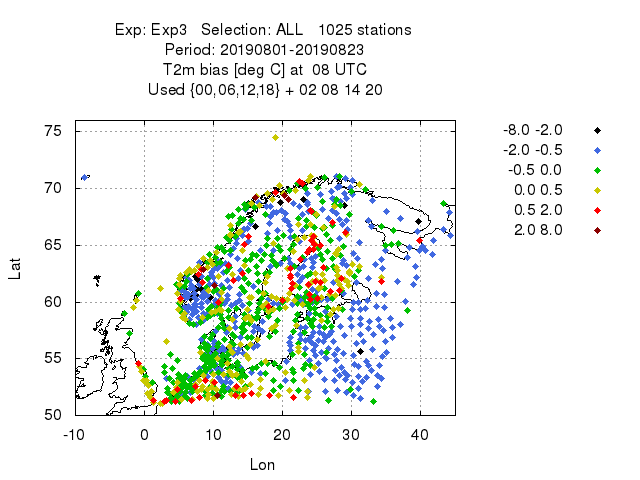 Exp: Exp3   Selection: ALL   1025 stations
Period: 20190801-20190823
T2m bias [deg C] at  08 UTC
Used {00,06,12,18} + 02 08 14 20
75
70
65
60
55
50
Lat
-10 0 10 20 30 40
Lon
-8.0 -2.0
-2.0 -0.5
-0.5 0.0
0.0 0.5
0.5 2.0
2.0 8.0